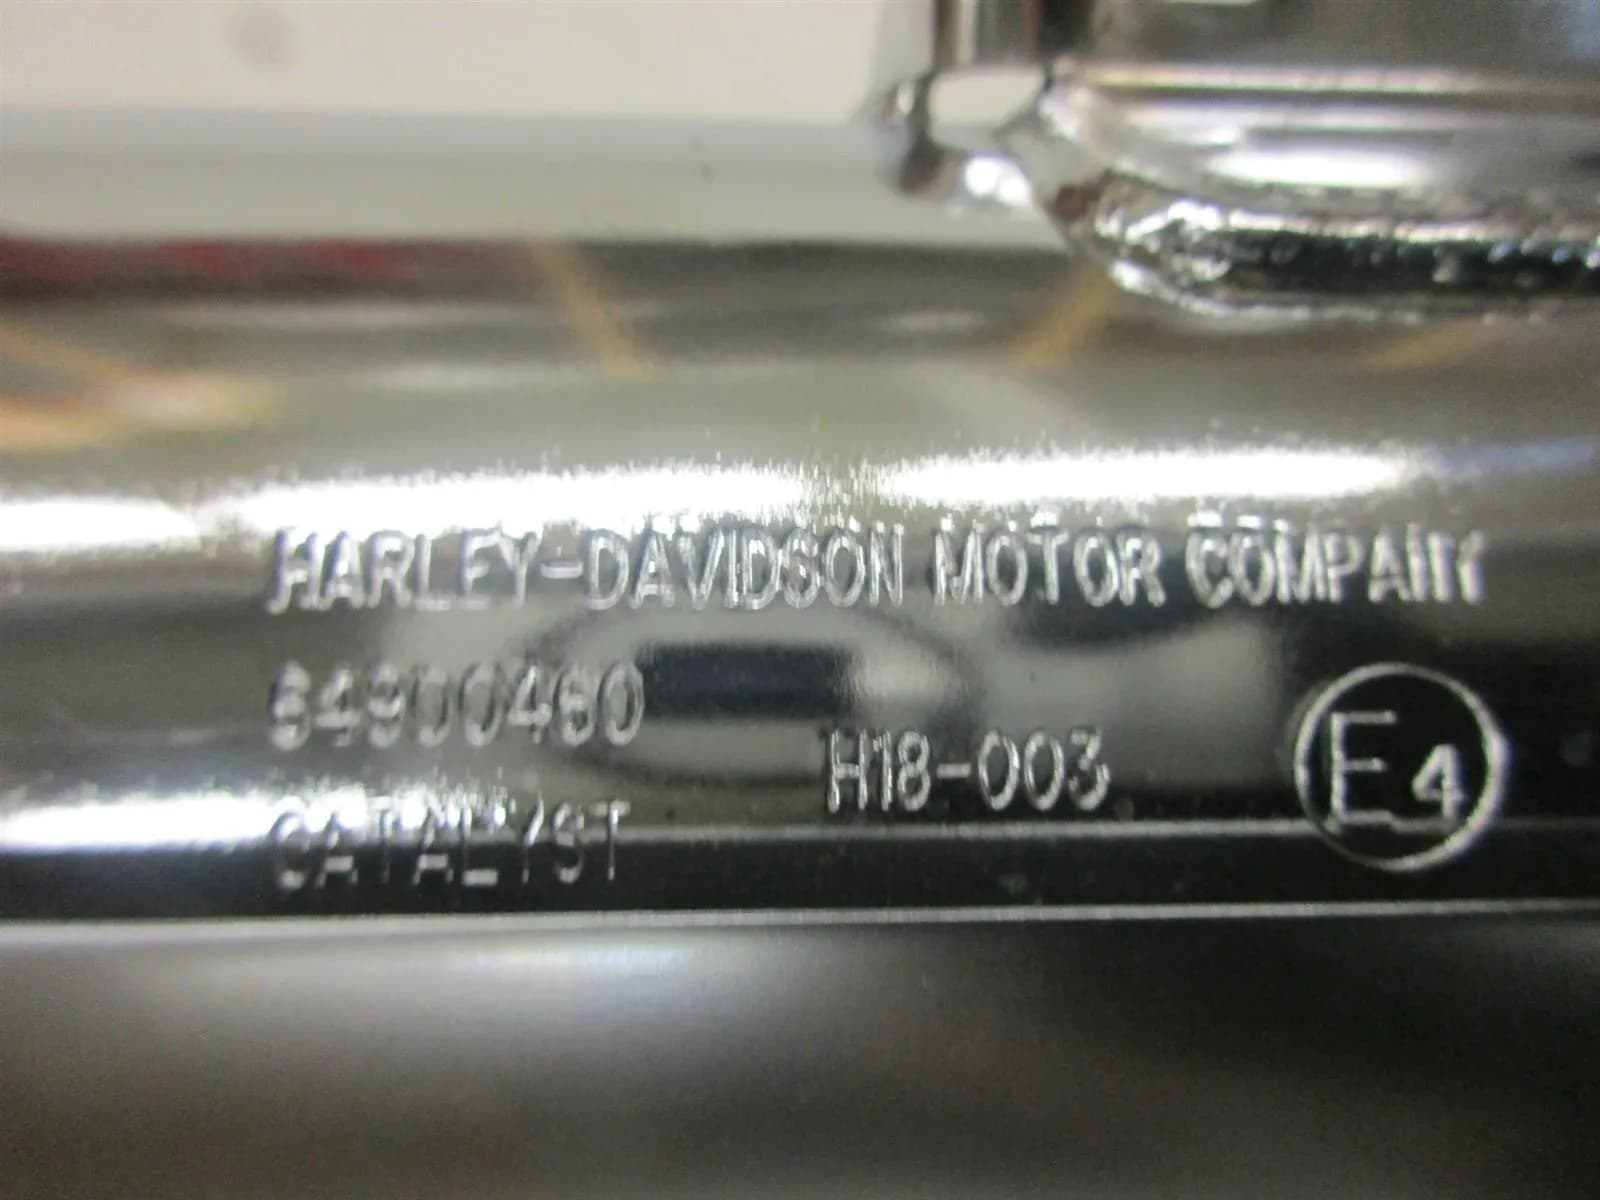 HARLEY-DAVIDSON MOTOR COMPANY
64900460
H18-003
E4
CATALYST